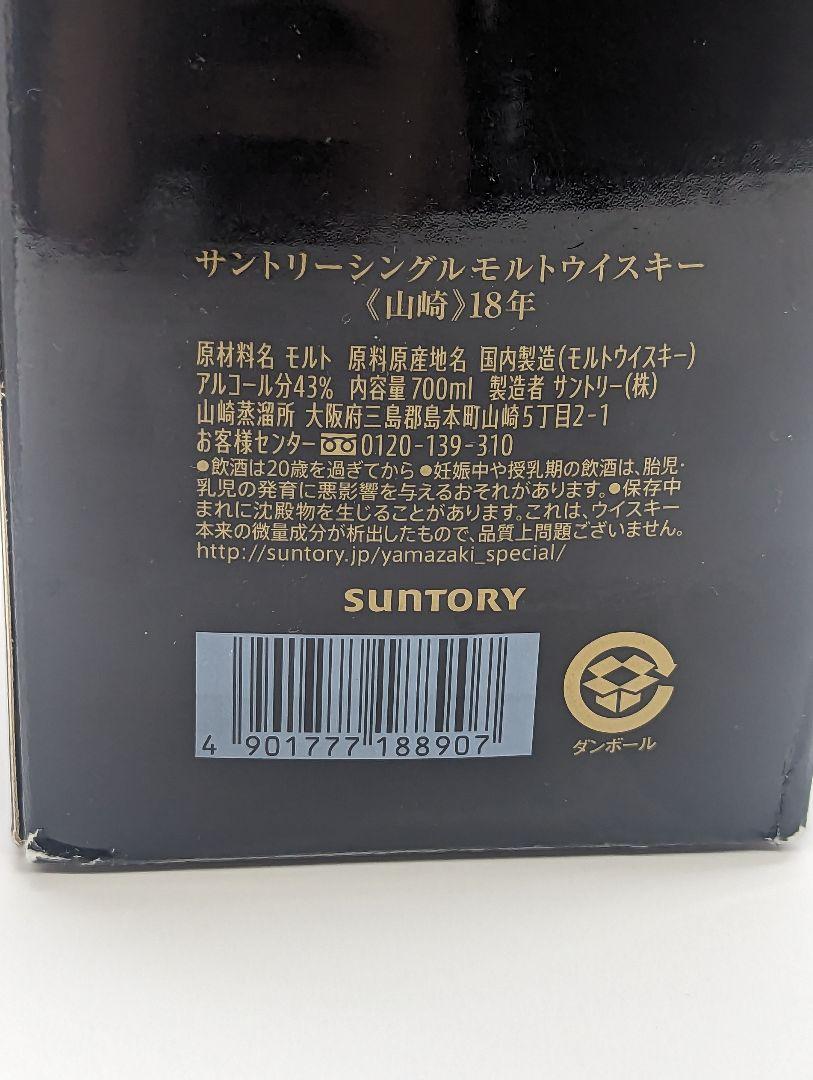 サントリーシングルモルトウイスキー
《山崎》18年
原材料名 モルト 原料原産地名 国内製造(モルトウイスキー)
アルコール分43% 内容量700ml 製造者 サントリー(株)
山崎蒸溜所 大阪府三島郡島本町山崎5丁目2-1
お客様センター 0120-139-310
●飲酒は20歳を過ぎてから ●妊娠中や授乳期の飲酒は、胎児・
乳児の発育に悪影響を与えるおそれがあります。●保存中
まれに沈殿物を生じることがあります。これは、ウイスキー
本来の微量成分が析出したもので、品質上問題ございません。
http://suntory.jp/yamazaki_special/
SUNTORY
4 901777 188907
ダンボール